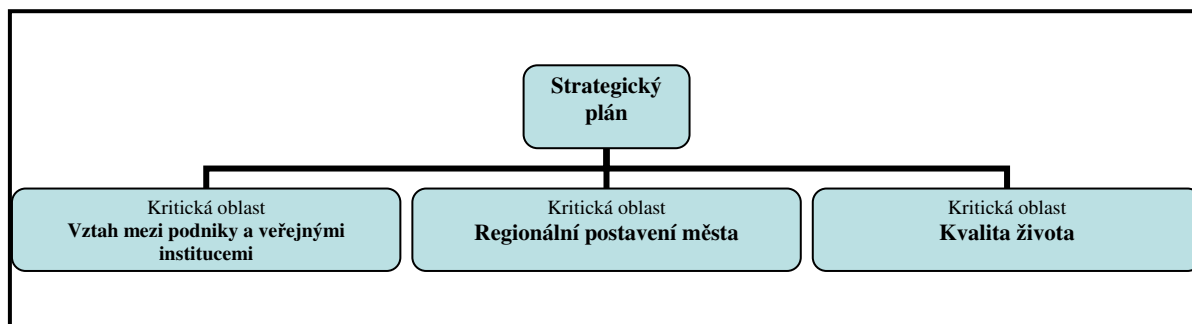 Strategický
plán
Kritická oblast
Vztah mezi podniky a veřejnými
institucemi
Kritická oblast
Regionální postavení města
Kritická oblast
Kvalita života